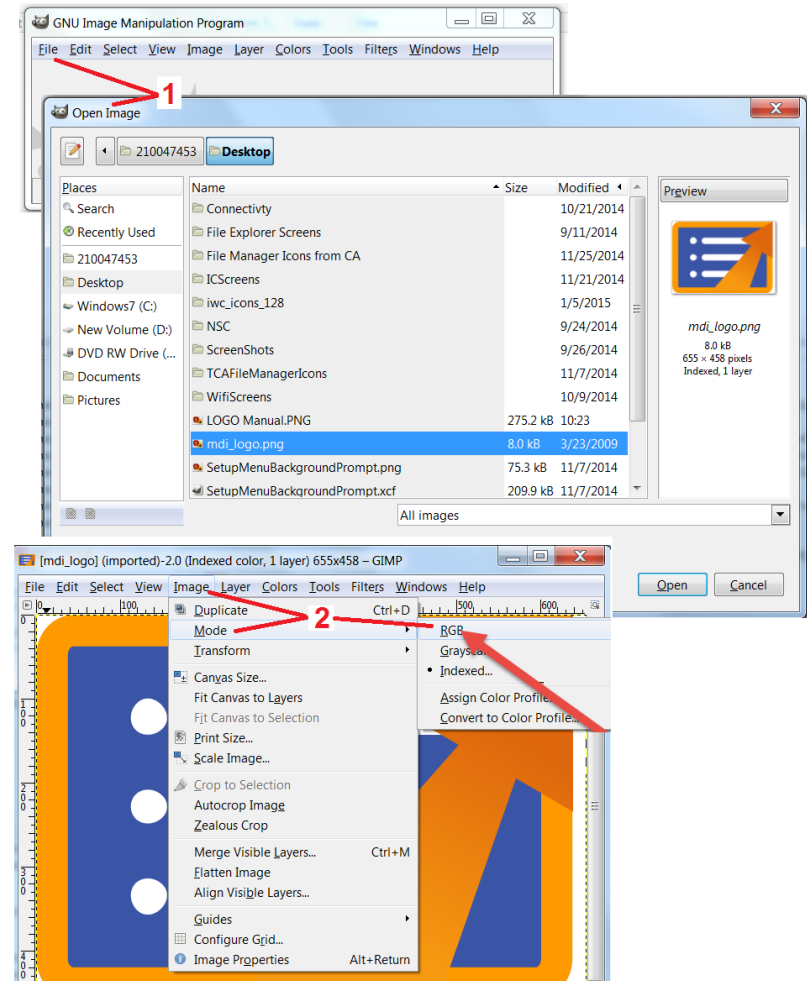 GNU Image Manipulation Program
File Edit Select View Image Layer Colors Tools Filters Windows Help
1
Open Image
210047453 Desktop
Places Name Size Modified Preview
Search Connectivty 10/21/2014
Recently Used File Explorer Screens 9/11/2014
210047453 File Manager Icons from CA 11/25/2014
Desktop ICScreens 11/21/2014
Windows7 (C:) iwc_icons_128 1/5/2015
New Volume (D:) NSC 9/24/2014 mdi_logo.png
DVD RW Drive (... ScreenShots 9/26/2014 8.0 kB
655 × 458 pixels
Documents TCAFileManagerIcons 11/7/2014 Indexed, 1 layer
Pictures WifiScreens 10/9/2014
LOGO Manual.PNG 275.2 kB 10:23
mdi_logo.png 8.0 kB 3/23/2009
SetupMenuBackgroundPrompt.png 75.3 kB 11/7/2014
SetupMenuBackgroundPrompt.xcf 209.9 kB 11/7/2014
All images
Open Cancel
[mdi_logo] (imported)-2.0 (Indexed color, 1 layer) 655x458 – GIMP
File Edit Select View Image Layer Colors Tools Filters Windows Help
0 100 500 600
Duplicate Ctrl+D
2
Mode RGB
Transform
Indexed...
Canvas Size... Assign Color Profile...
Fit Canvas to Layers
Fit Canvas to Selection Convert to Color Profile...
Print Size...
Scale Image...
Crop to Selection
Autocrop Image
Zealous Crop
Merge Visible Layers... Ctrl+M
Flatten Image
Align Visible Layers...
Guides
Configure Grid...
Image Properties Alt+Return
0
100
200
300
400